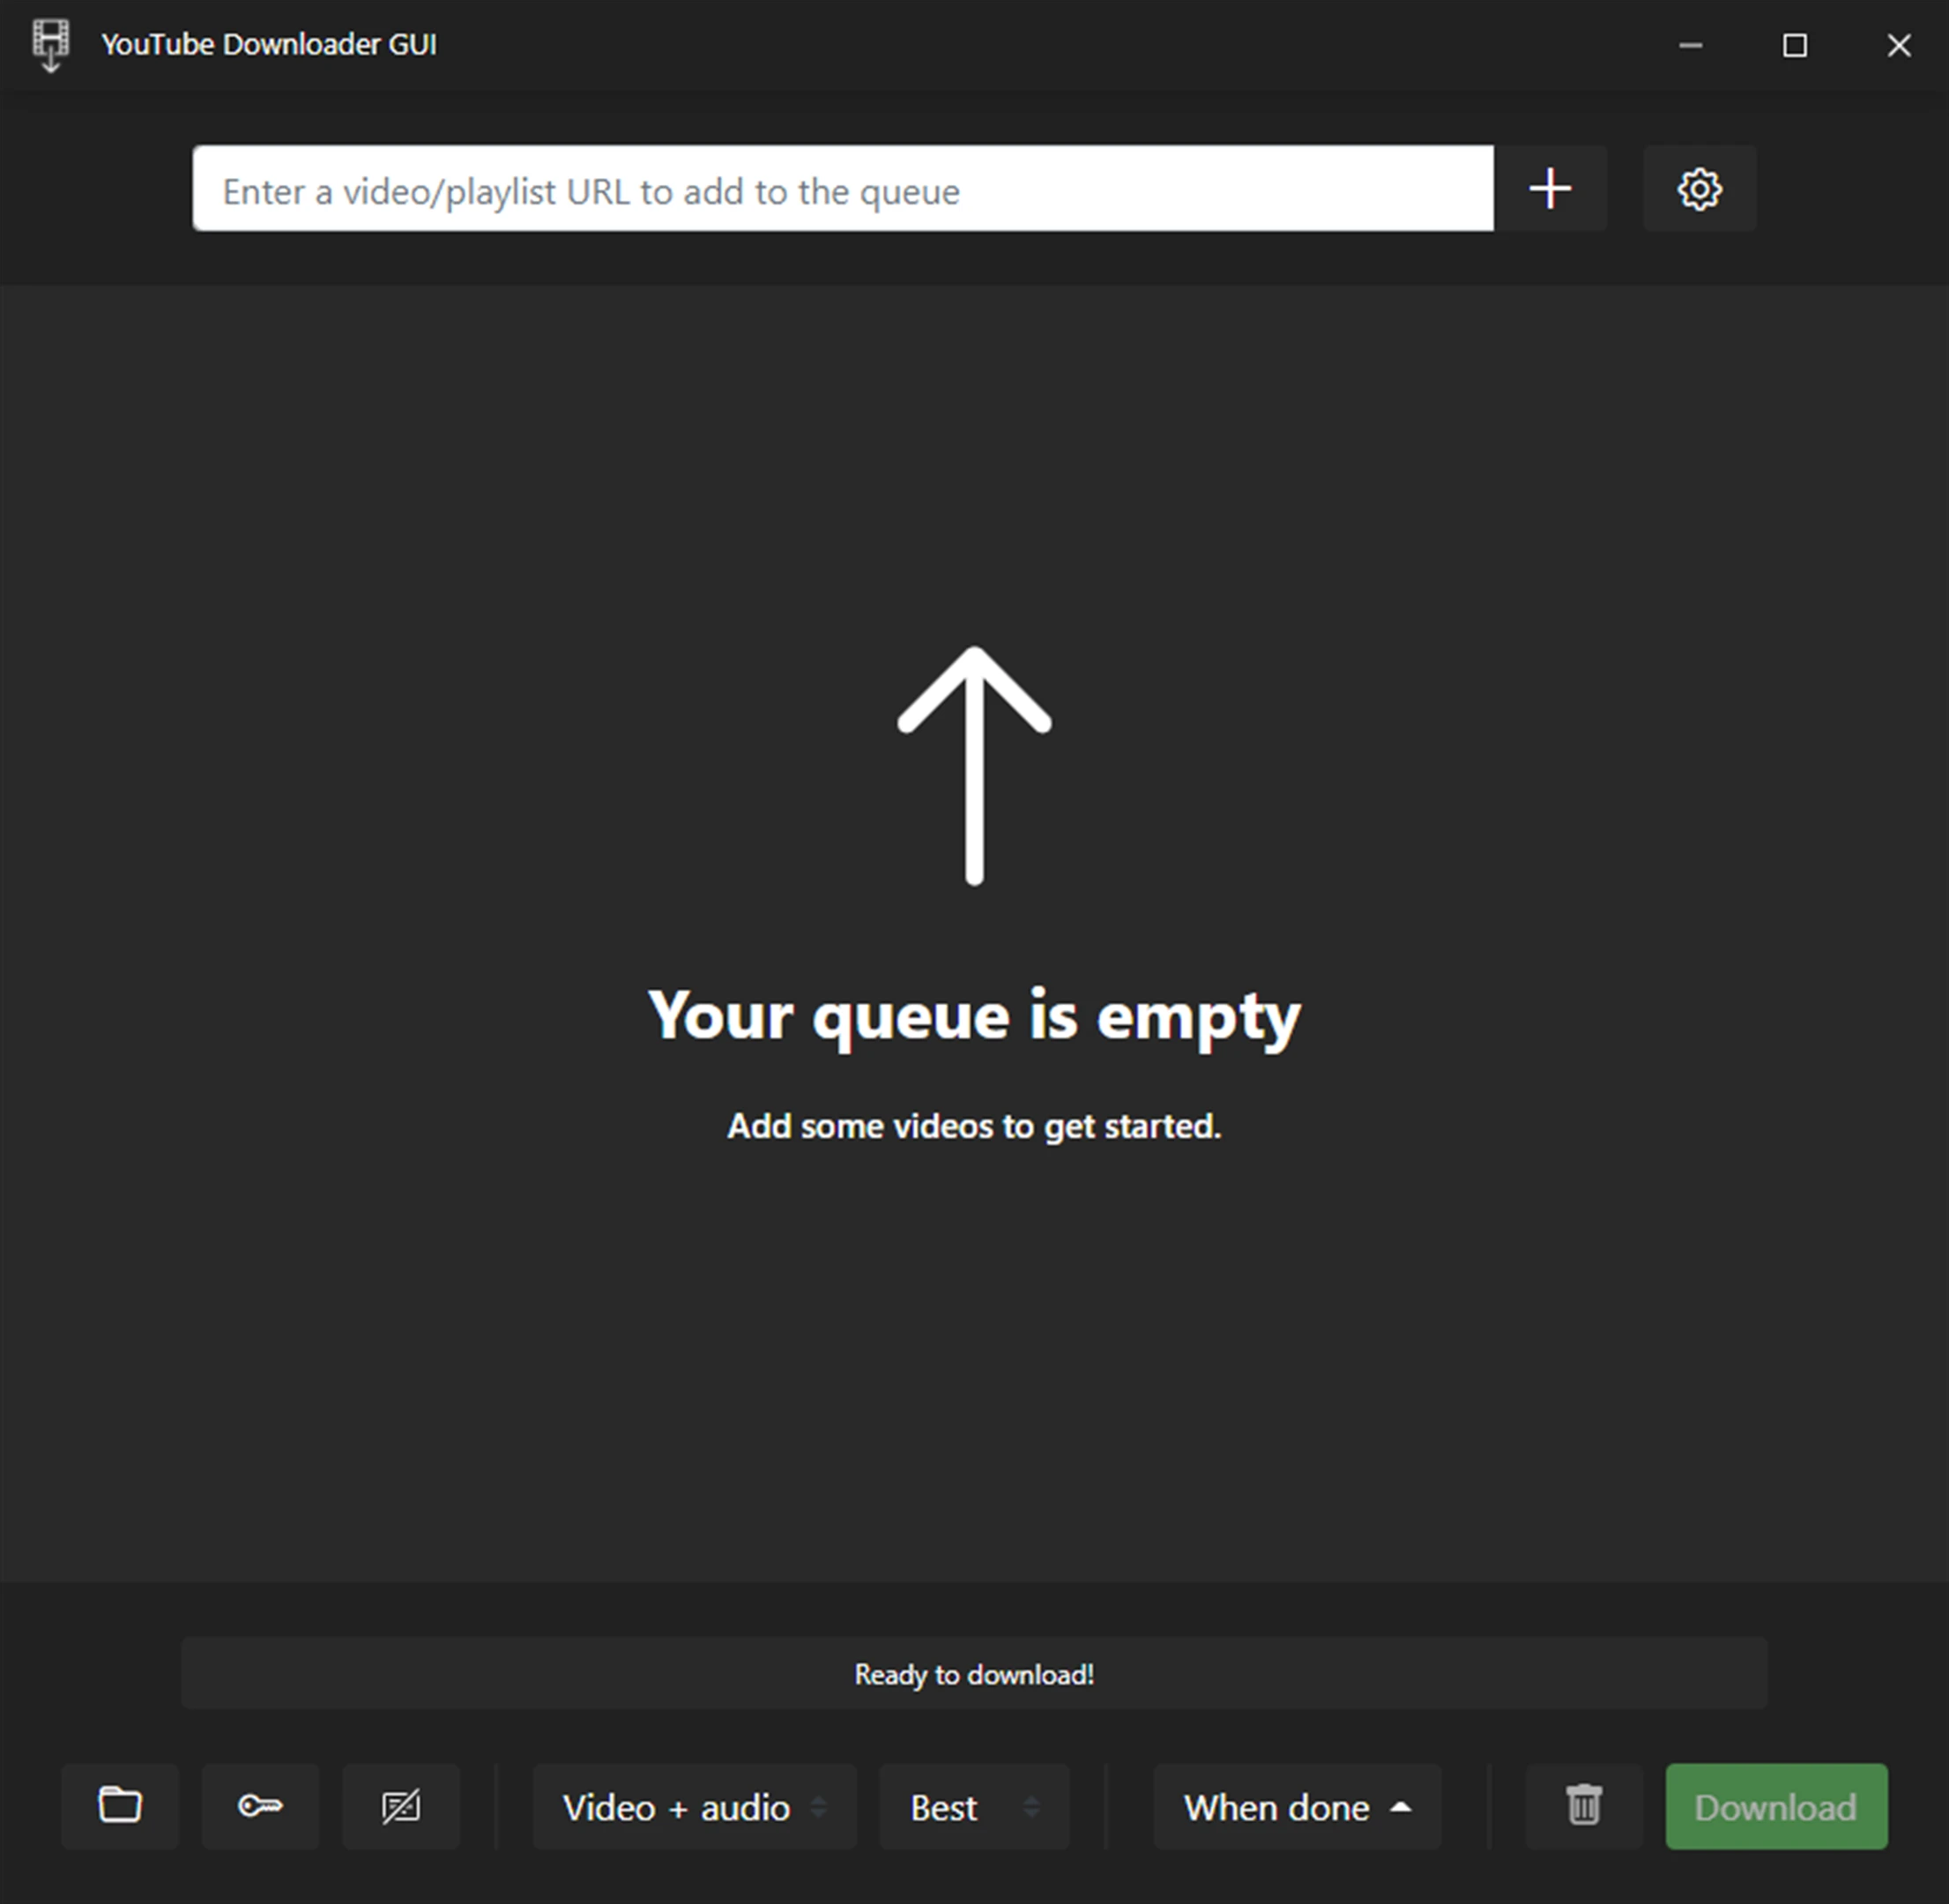 YouTube Downloader GUI
Enter a video/playlist URL to add to the queue
Your queue is empty
Add some videos to get started.
Ready to download!
Video + audio Best When done Download